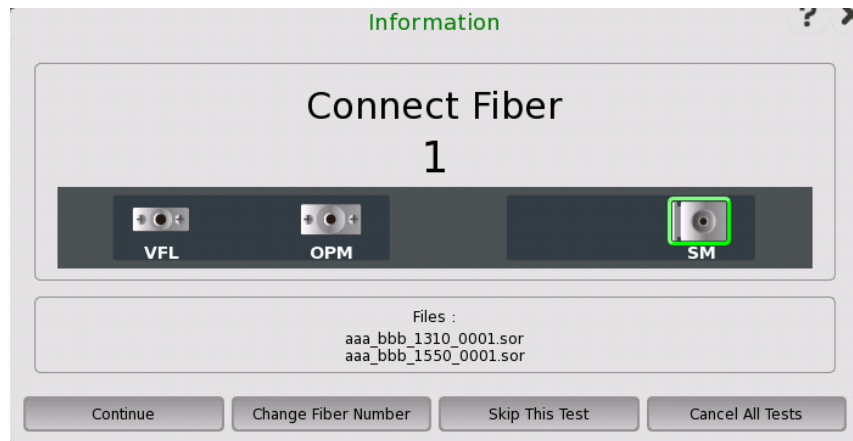 Information
?
Connect Fiber
1
VFL
OPM
SM
Files :
aaa_bbb_1310_0001.sor
aaa_bbb_1550_0001.sor
Continue
Change Fiber Number
Skip This Test
Cancel All Tests